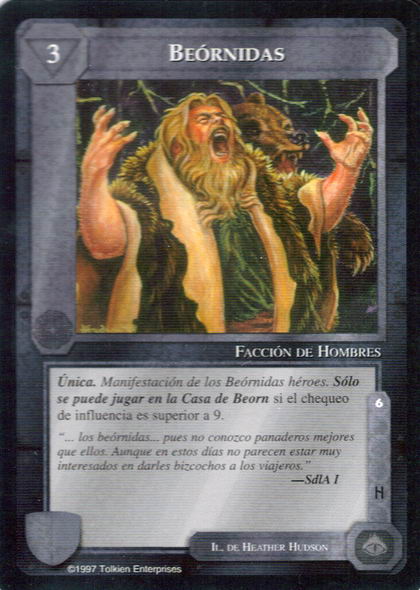 3
BEÓRNIDAS
FACCIÓN DE HOMBRES
Única. Manifestación de los Beórnidas héroes. Sólo
se puede jugar en la Casa de Beorn si el chequeo
de influencia es superior a 9.
6
“... los beórnidas... pues no conozco panaderos mejores
que ellos. Aunque en estos días no parecen estar muy
interesados en darles bizcochos a los viajeros.”
—SdlA I
H
IL. DE HEATHER HUDSON
©1997 Tolkien Enterprises